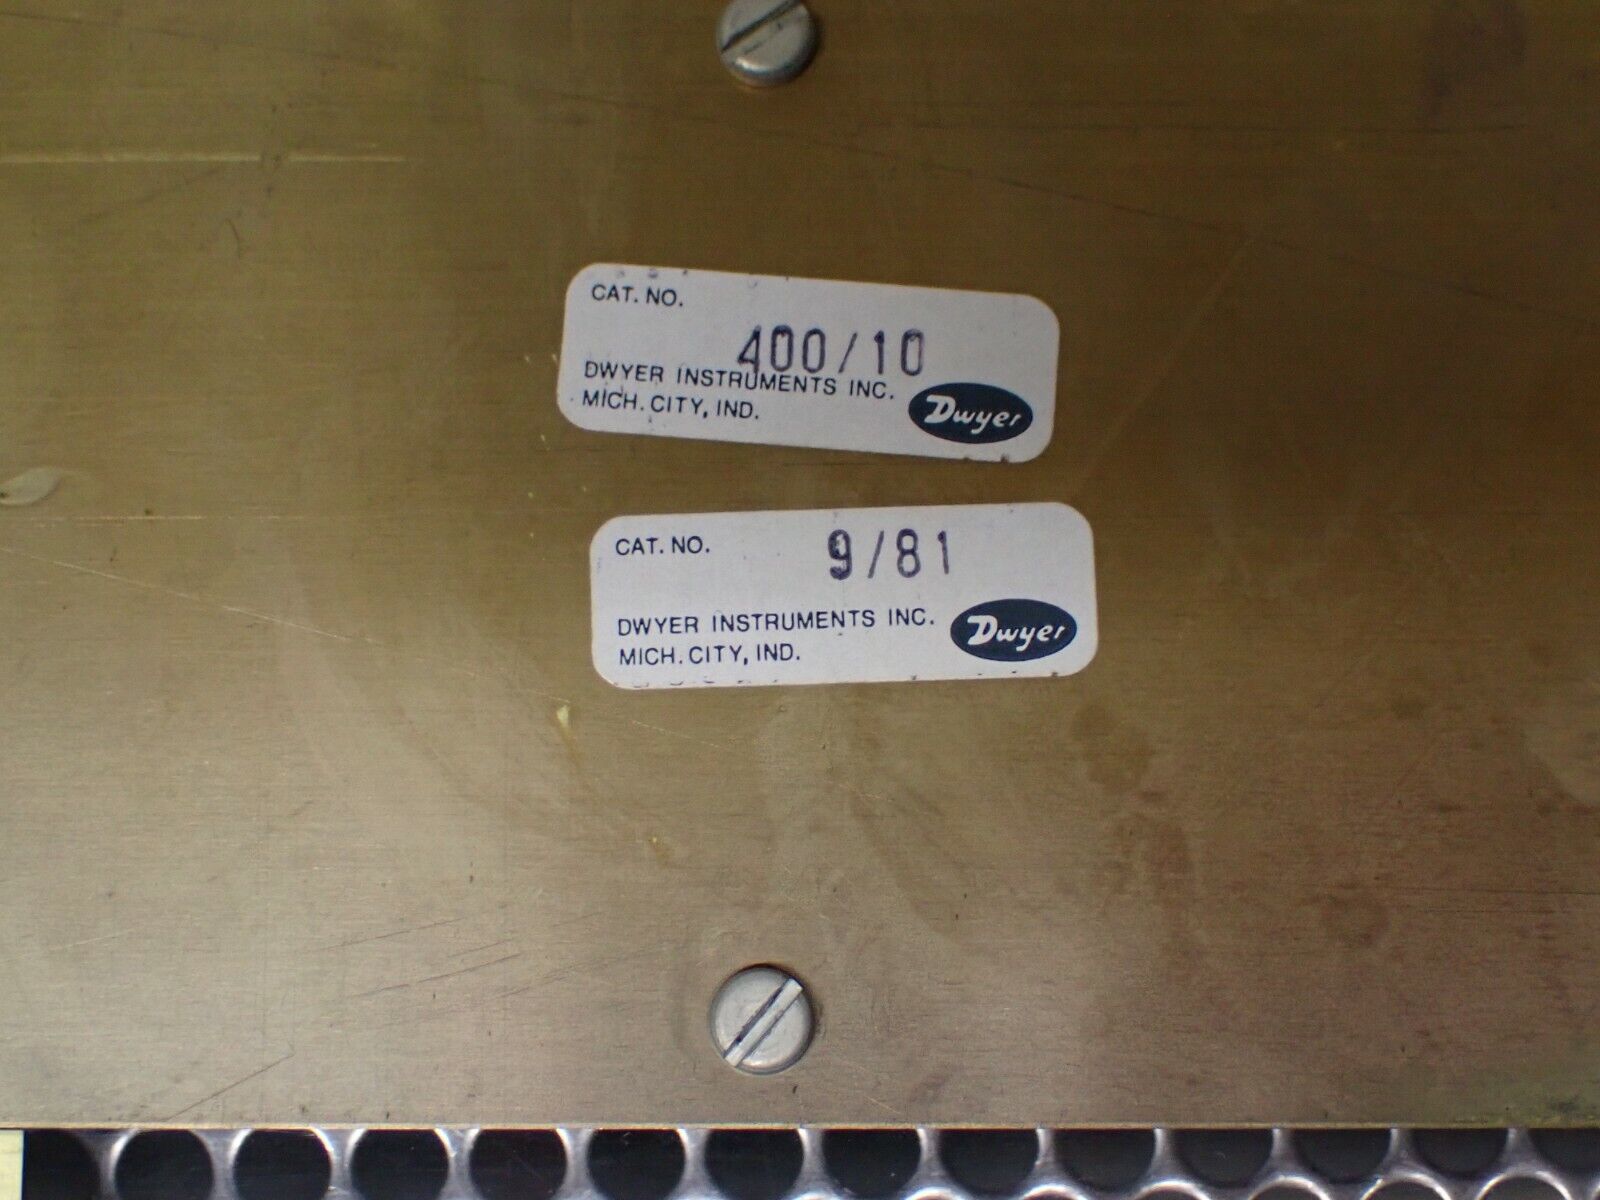 CAT. NO.
400/10
DWYER INSTRUMENTS INC.
MICH. CITY, IND.
Dwyer
CAT. NO. 9/81
DWYER INSTRUMENTS INC.
MICH. CITY, IND.
Dwyer